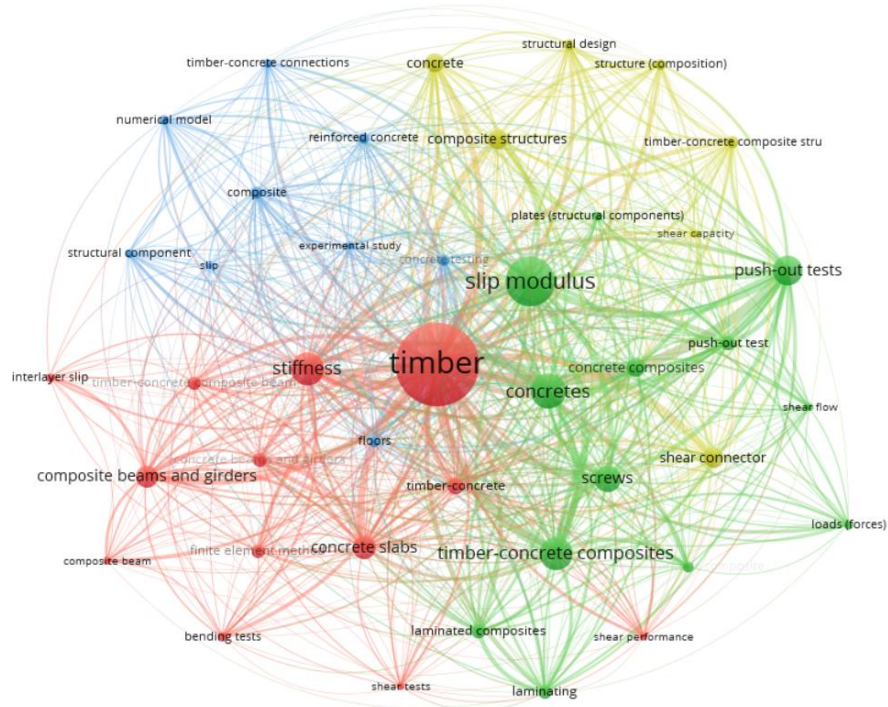 structural design
timber-concrete connections
concrete
structure (composition)
numerical model
reinforced concrete
composite structures
timber-concrete composite stru
composite
plates (structural components)
shear capacity
experimental study
structural component
concrete testing
slip
slip modulus
push-out tests
push-out test
timber
stiffness
concrete composites
interlayer slip
timber-concrete composite beam
concretes
shear flow
floors
concrete beams and girders
shear connector
composite beams and girders
screws
timber-concrete
loads (forces)
concrete slabs
finite element method
timber-concrete composites
composite beam
laminated composites
bending tests
shear performance
shear tests
laminating